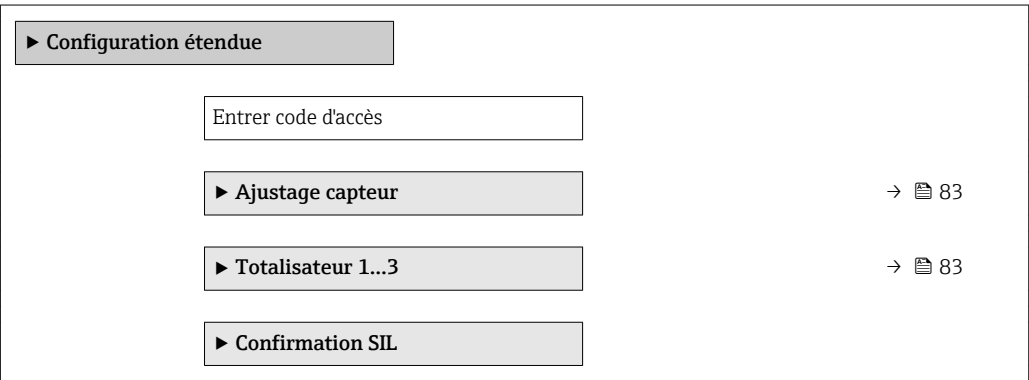 ▶ Configuration étendue
Entrer code d'accès
▶ Ajustage capteur → 83
▶ Totalisateur 1...3 → 83
▶ Confirmation SIL